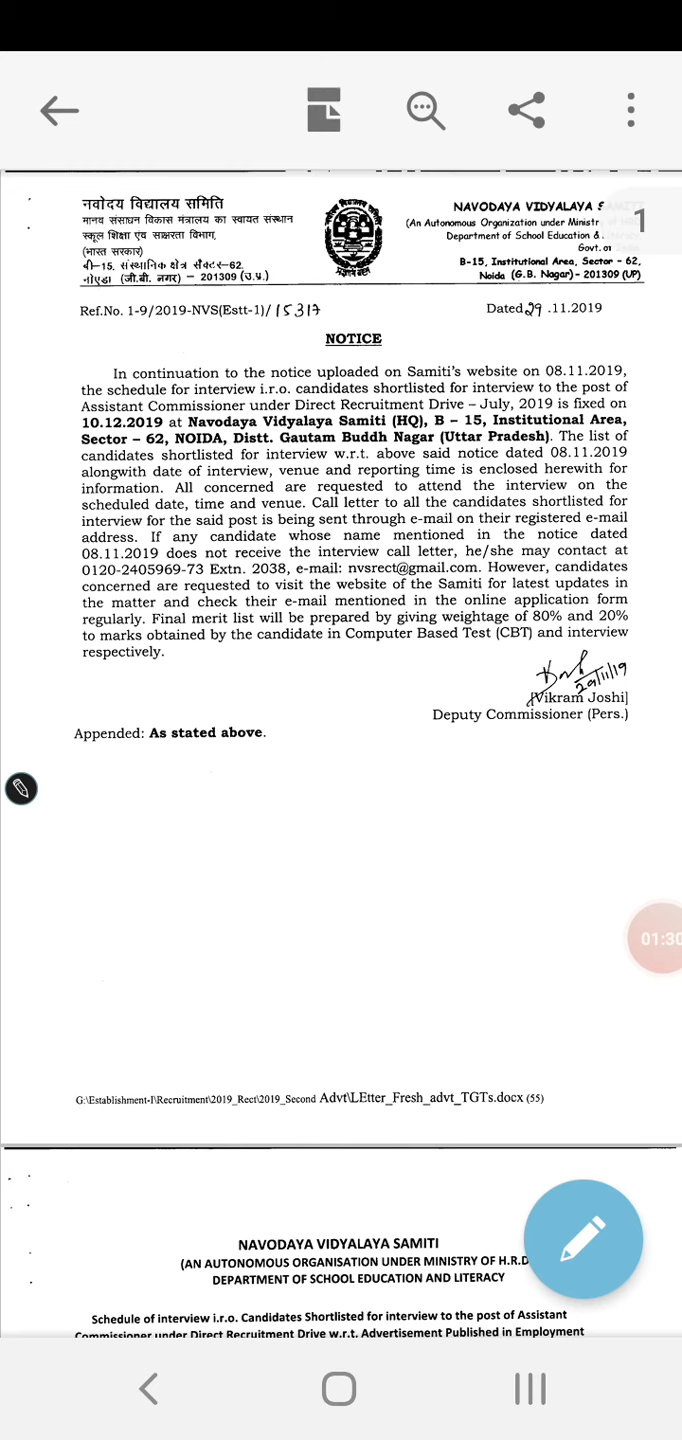 1
नवोदय विद्यालय समिति
मानव संसाधन विकास मंत्रालय का स्वायत संस्थान
स्कूल शिक्षा एंव साक्षरता विभाग,
(भारत सरकार)
बी–15, संस्थानिक क्षेत्र सैक्टर–62,
नोएडा (जी.बी. नगर) – 201309 (उ.प्र.)
NAVODAYA VIDYALAYA S
(An Autonomous Organization under Ministr
Department of School Education &
Govt. of
B-15, Institutional Area, Sector - 62,
Noida (G.B. Nagar)- 201309 (UP)
Ref.No. 1-9/2019-NVS(Estt-1)/15317
Dated 29 .11.2019
NOTICE
In continuation to the notice uploaded on Samiti's website on 08.11.2019,
the schedule for interview i.r.o. candidates shortlisted for interview to the post of
Assistant Commissioner under Direct Recruitment Drive – July, 2019 is fixed on
10.12.2019 at Navodaya Vidyalaya Samiti (HQ), B – 15, Institutional Area,
Sector – 62, NOIDA, Distt. Gautam Buddh Nagar (Uttar Pradesh). The list of
candidates shortlisted for interview w.r.t. above said notice dated 08.11.2019
alongwith date of interview, venue and reporting time is enclosed herewith for
information. All concerned are requested to attend the interview on the
scheduled date, time and venue. Call letter to all the candidates shortlisted for
interview for the said post is being sent through e-mail on their registered e-mail
address. If any candidate whose name mentioned in the notice dated
08.11.2019 does not receive the interview call letter, he/she may contact at
0120-2405969-73 Extn. 2038, e-mail: nvsrect@gmail.com. However, candidates
concerned are requested to visit the website of the Samiti for latest updates in
the matter and check their e-mail mentioned in the online application form
regularly. Final merit list will be prepared by giving weightage of 80% and 20%
to marks obtained by the candidate in Computer Based Test (CBT) and interview
respectively.
29/11/19
[Vikram Joshi]
Deputy Commissioner (Pers.)
Appended: As stated above.
01:30
G:\Establishment-I\Recruitment\2019_Rect\2019_Second Advt\LEtter_Fresh_advt_TGTs.docx (55)
NAVODAYA VIDYALAYA SAMITI
(AN AUTONOMOUS ORGANISATION UNDER MINISTRY OF H.R.D
DEPARTMENT OF SCHOOL EDUCATION AND LITERACY
Schedule of interview i.r.o. Candidates Shortlisted for interview to the post of Assistant
Commissioner under Direct Recruitment Drive w.r.t. Advertisement Published in Employment